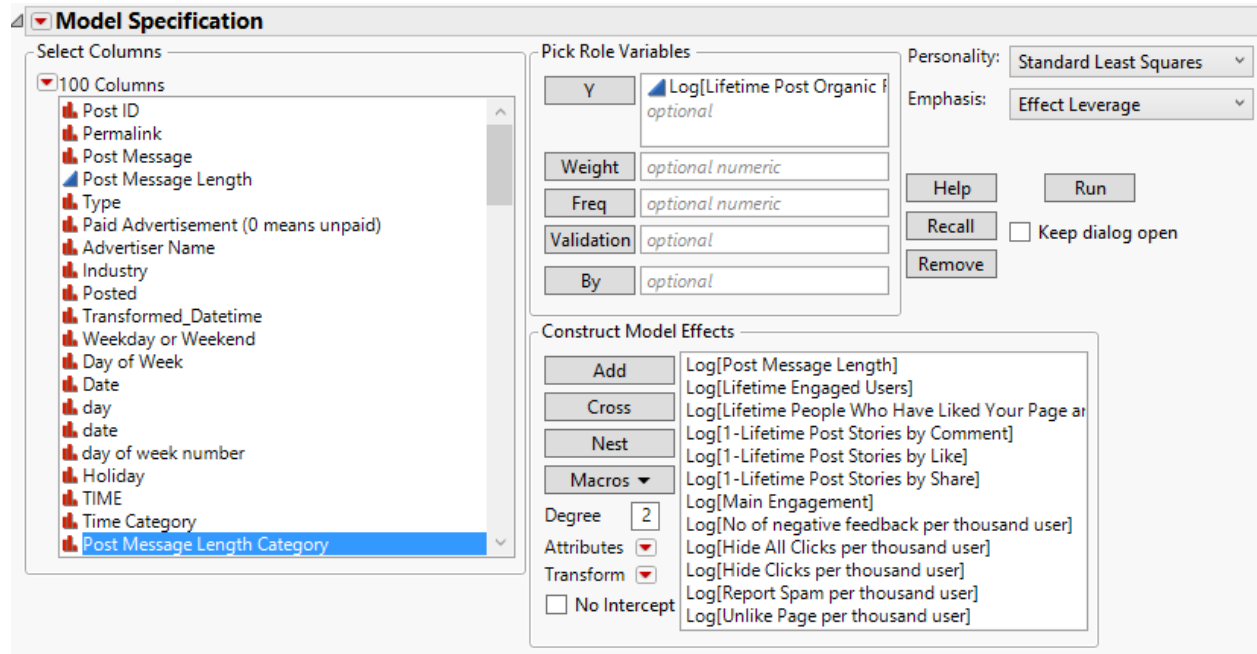 Model Specification
Select Columns
100 Columns
Post ID
Permalink
Post Message
Post Message Length
Type
Paid Advertisement (0 means unpaid)
Advertiser Name
Industry
Posted
Transformed_Datetime
Weekday or Weekend
Day of Week
Date
day
date
day of week number
Holiday
TIME
Time Category
Post Message Length Category
Pick Role Variables
Y
Log[Lifetime Post Organic
optional
Weight
optional numeric
Freq
optional numeric
Validation
optional
By
optional
Personality:
Standard Least Squares
Emphasis:
Effect Leverage
Help
Run
Recall
Keep dialog open
Remove
Construct Model Effects
Add
Cross
Nest
Macros
Degree
2
Attributes
Transform
No Intercept
Log[Post Message Length]
Log[Lifetime Engaged Users]
Log[Lifetime People Who Have Liked Your Page ar
Log[1-Lifetime Post Stories by Comment]
Log[1-Lifetime Post Stories by Like]
Log[1-Lifetime Post Stories by Share]
Log[Main Engagement]
Log[No of negative feedback per thousand user]
Log[Hide All Clicks per thousand user]
Log[Hide Clicks per thousand user]
Log[Report Spam per thousand user]
Log[Unlike Page per thousand user]